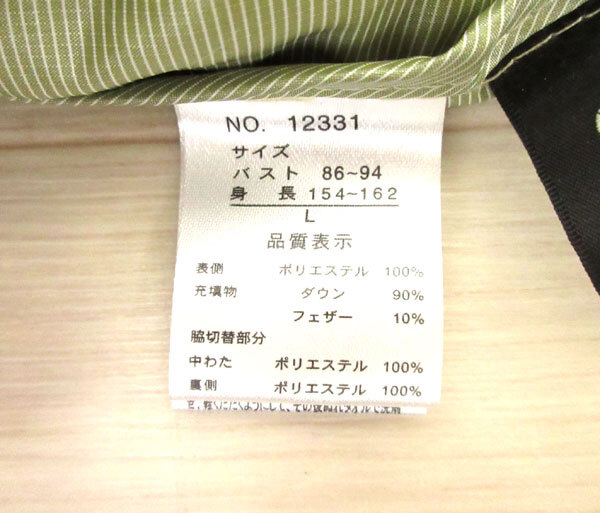 NO. 12331
サイズ
バスト 86~94
身長 154~162
L
品質表示
表側 ポリエステル 100%
充填物 ダウン 90%
フェザー 10%
脇切替部分
中わた ポリエステル 100%
裏側 ポリエステル 100%